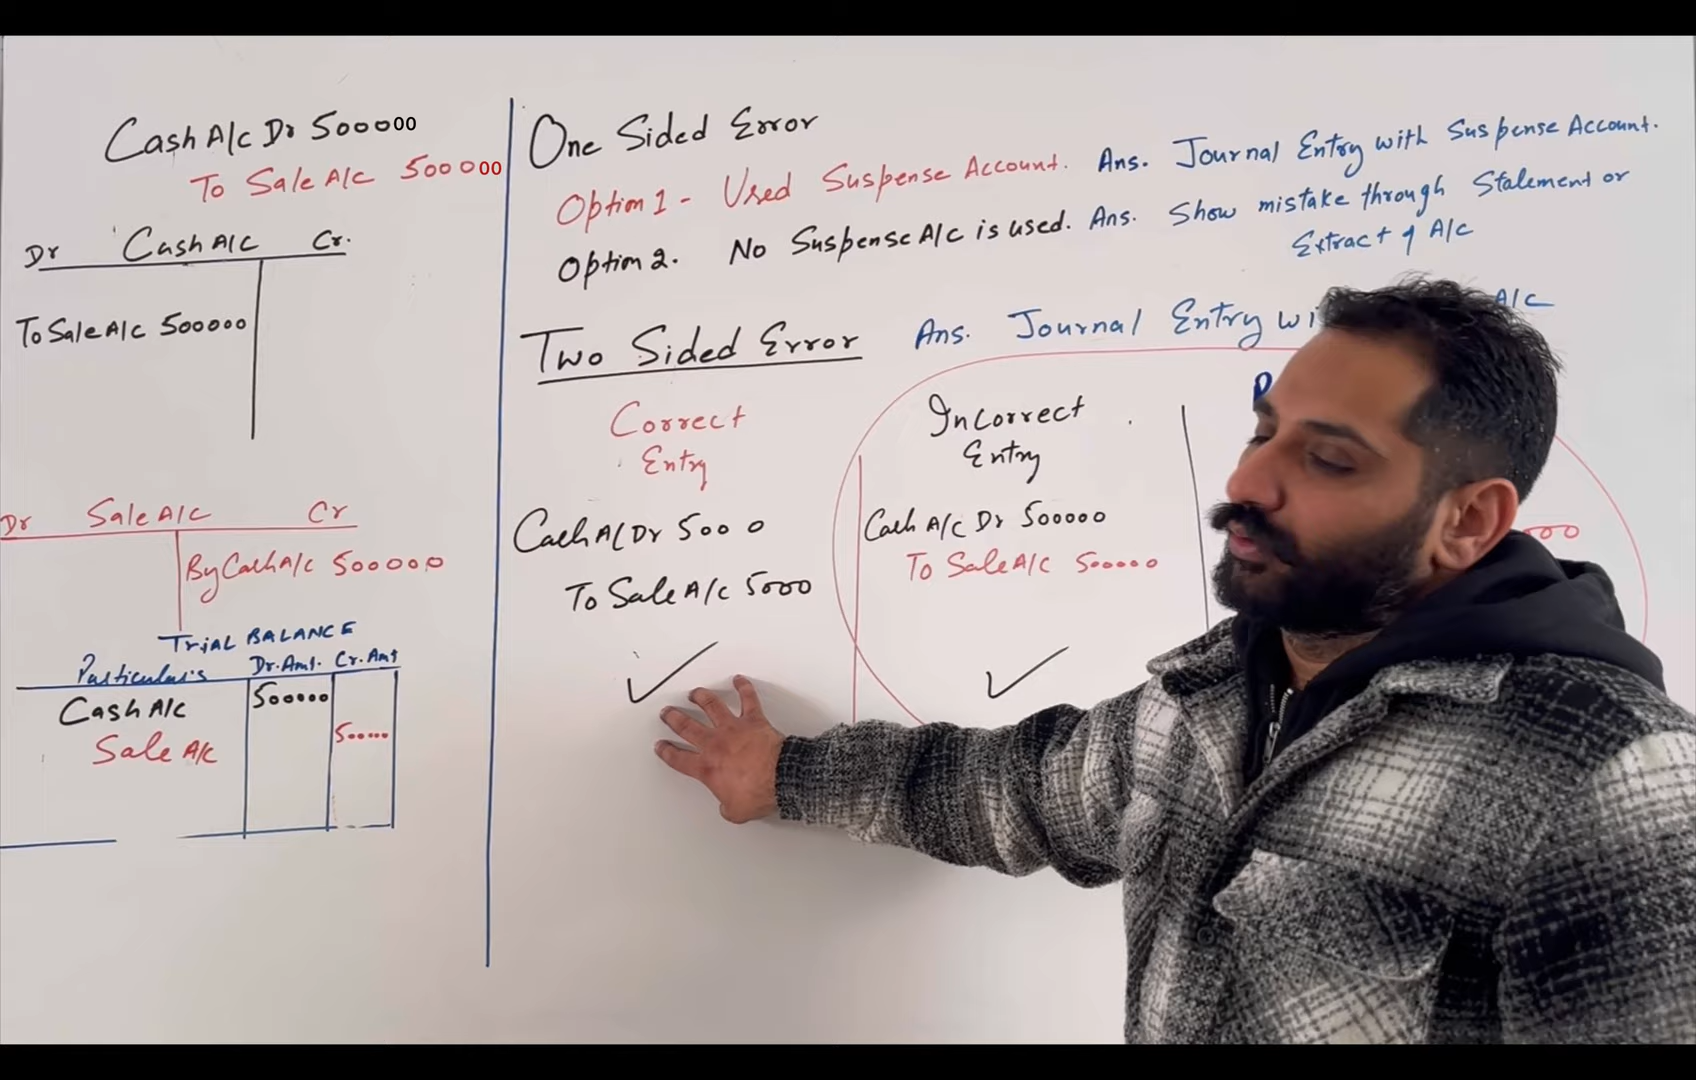 Cash A/c Dr 500000
To Sale A/c 500000
Dr Cash A/c Cr.
To Sale A/c 500000
Dr Sale A/c Cr
By Cash A/c 500000
TRIAL BALANCE
Particulars Dr. Amt. Cr. Amt
Cash A/c 500000
Sale A/c 500000
One Sided Error
Option 1 - Used Suspense Account. Ans. Journal Entry with Suspense Account.
Option 2. No Suspense A/c is used. Ans. Show mistake through Statement or
Extract of A/c
Two Sided Error Ans. Journal Entry wi A/c
Correct
Entry
Cash A/c Dr 5000
To Sale A/c 5000
Incorrect
Entry
Cash A/c Dr 500000
To Sale A/c 500000